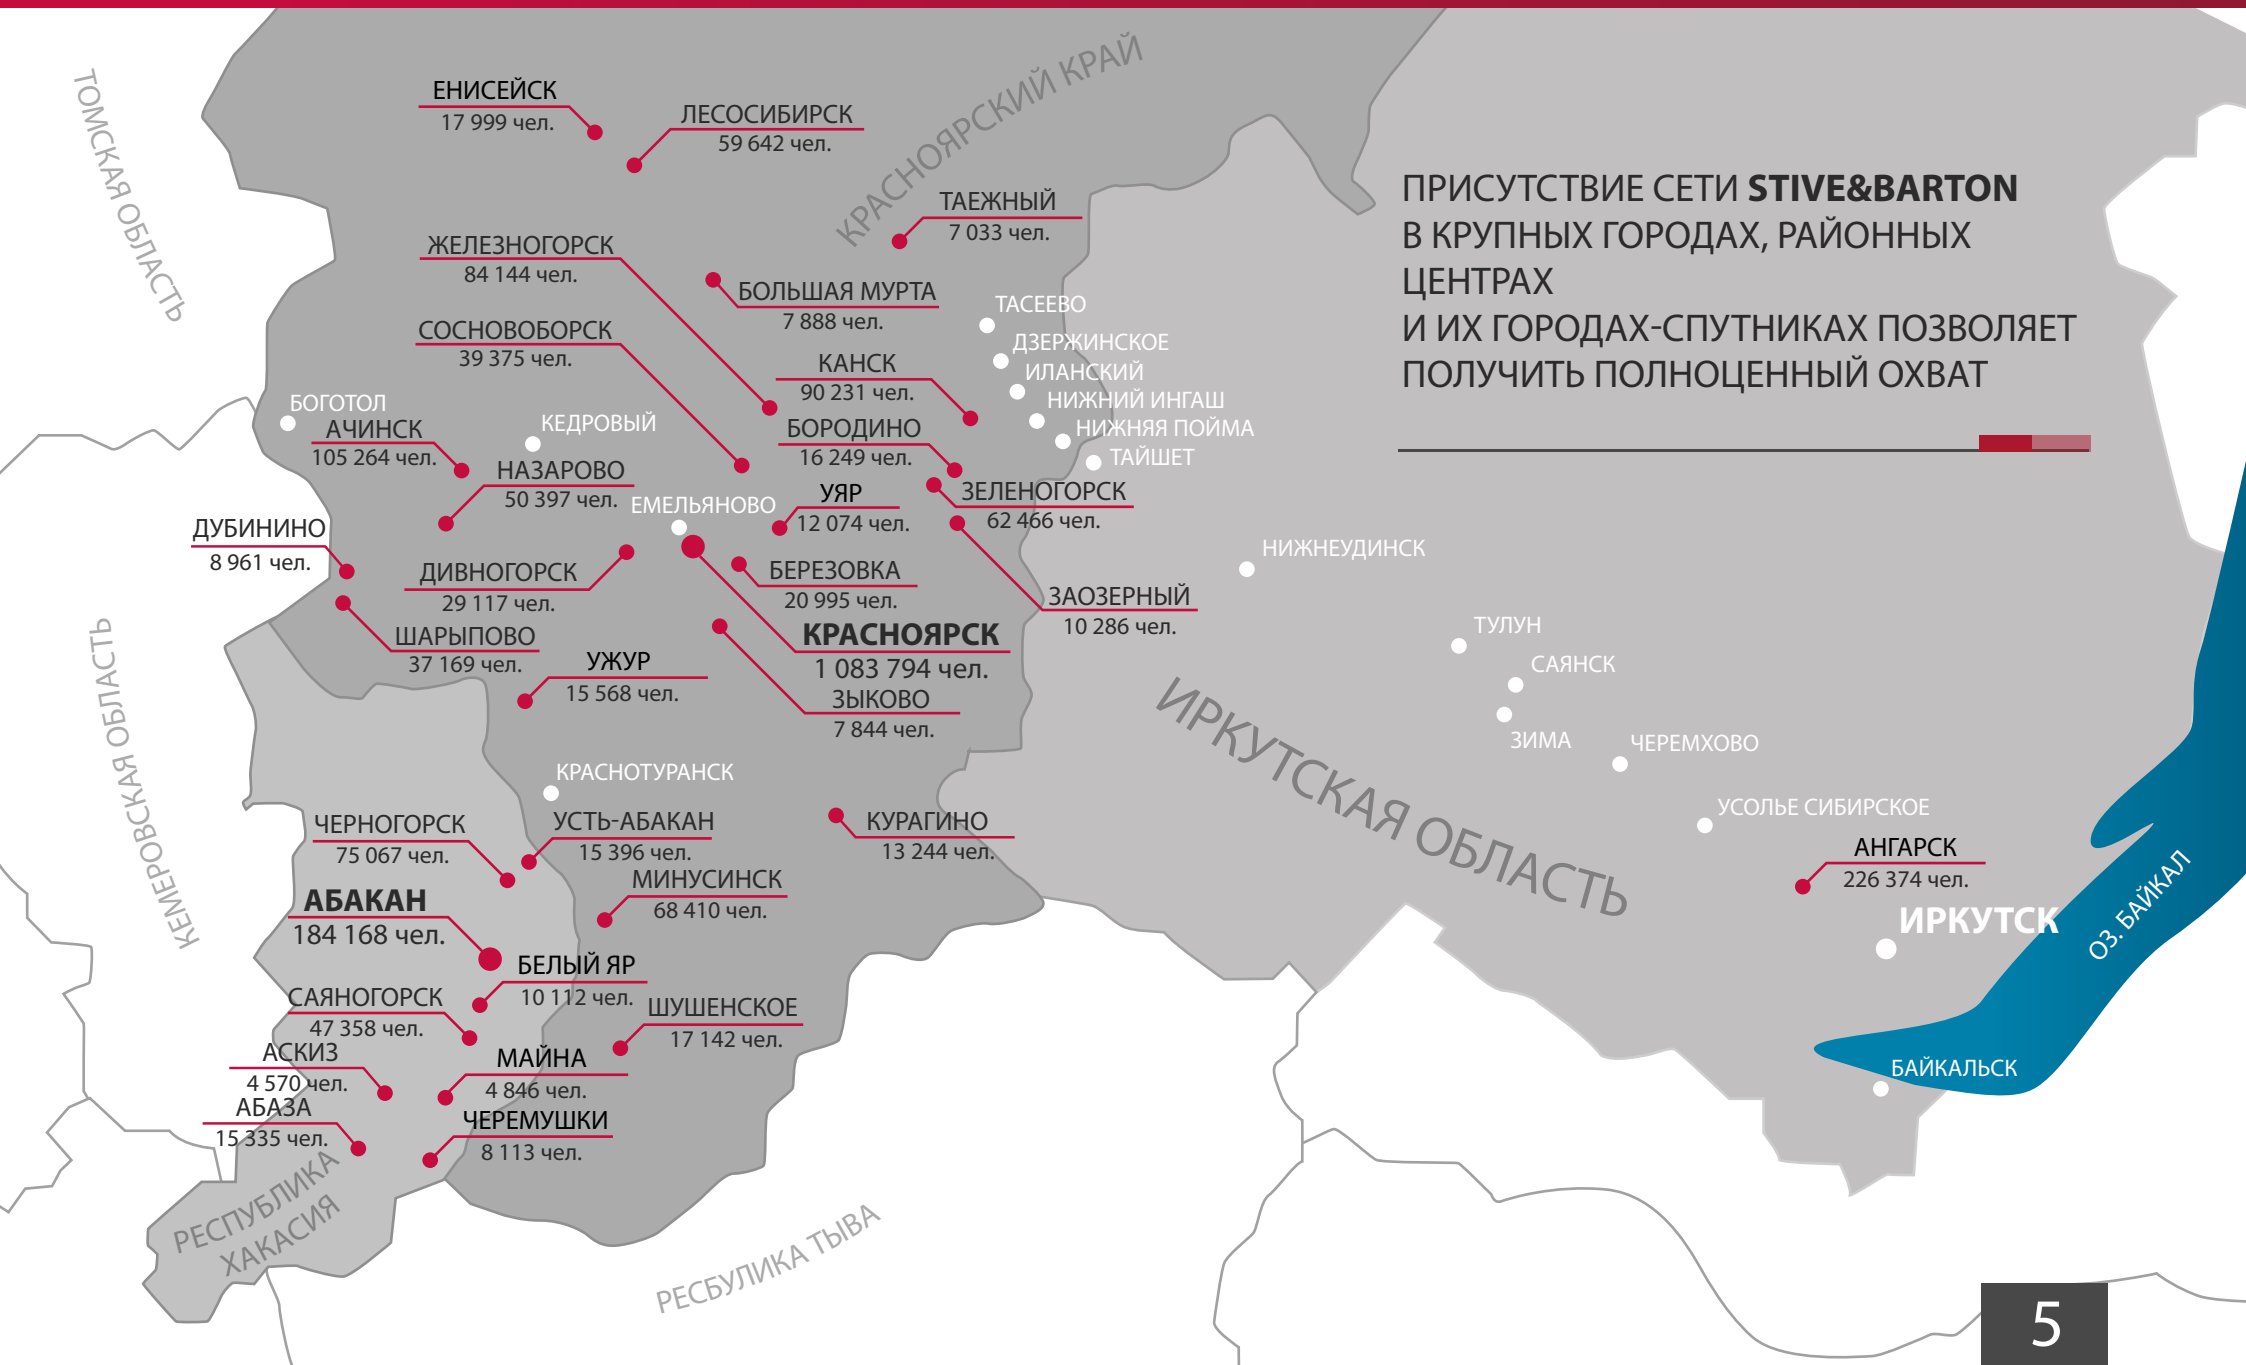 ТОМСКАЯ ОБЛАСТЬ
КРАСНОЯРСКИЙ КРАЙ
ЕНИСЕЙСК
17 999 чел.
ЛЕСОСИБИРСК
59 642 чел.
ТАЕЖНЫЙ
7 033 чел.
ПРИСУТСТВИЕ СЕТИ STIVE&BARTON
В КРУПНЫХ ГОРОДАХ, РАЙОННЫХ
ЦЕНТРАХ
И ИХ ГОРОДАХ-СПУТНИКАХ ПОЗВОЛЯЕТ
ПОЛУЧИТЬ ПОЛНОЦЕННЫЙ ОХВАТ
ЖЕЛЕЗНОГОРСК
84 144 чел.
БОЛЬШАЯ МУРТА
7 888 чел.
СОСНОВОБОРСК
39 375 чел.
ТАСЕЕВО
ДЗЕРЖИНСКОЕ
ИЛАНСКИЙ
НИЖНИЙ ИНГАШ
НИЖНЯЯ ПОЙМА
ТАЙШЕТ
КАНСК
90 231 чел.
БОРОДИНО
16 249 чел.
БОГОТОЛ
АЧИНСК
105 264 чел.
КЕДРОВЫЙ
НАЗАРОВО
50 397 чел.
ЕМЕЛЬЯНОВО
УЯР
12 074 чел.
ЗЕЛЕНОГОРСК
62 466 чел.
ДУБИНИНО
8 961 чел.
ДИВНОГОРСК
29 117 чел.
БЕРЕЗОВКА
20 995 чел.
ЗАОЗЕРНЫЙ
10 286 чел.
НИЖНЕУДИНСК
ШАРЫПОВО
37 169 чел.
КРАСНОЯРСК
1 083 794 чел.
УЖУР
15 568 чел.
ЗЫКОВО
7 844 чел.
КЕМЕРОВСКАЯ ОБЛАСТЬ
ИРКУТСКАЯ ОБЛАСТЬ
ТУЛУН
САЯНСК
ЗИМА
ЧЕРЕМХОВО
УСОЛЬЕ СИБИРСКОЕ
АНГАРСК
226 374 чел.
ИРКУТСК
ОЗ. БАЙКАЛ
БАЙКАЛЬСК
КРАСНОТУРАНСК
ЧЕРНОГОРСК
75 067 чел.
УСТЬ-АБАКАН
15 396 чел.
КУРАГИНО
13 244 чел.
АБАКАН
184 168 чел.
МИНУСИНСК
68 410 чел.
БЕЛЫЙ ЯР
10 112 чел.
САЯНОГОРСК
47 358 чел.
ШУШЕНСКОЕ
17 142 чел.
АСКИЗ
4 570 чел.
МАЙНА
4 846 чел.
АБАЗА
15 335 чел.
ЧЕРЕМУШКИ
8 113 чел.
РЕСПУБЛИКА
ХАКАСИЯ
РЕСБУЛИКА ТЫВА
5